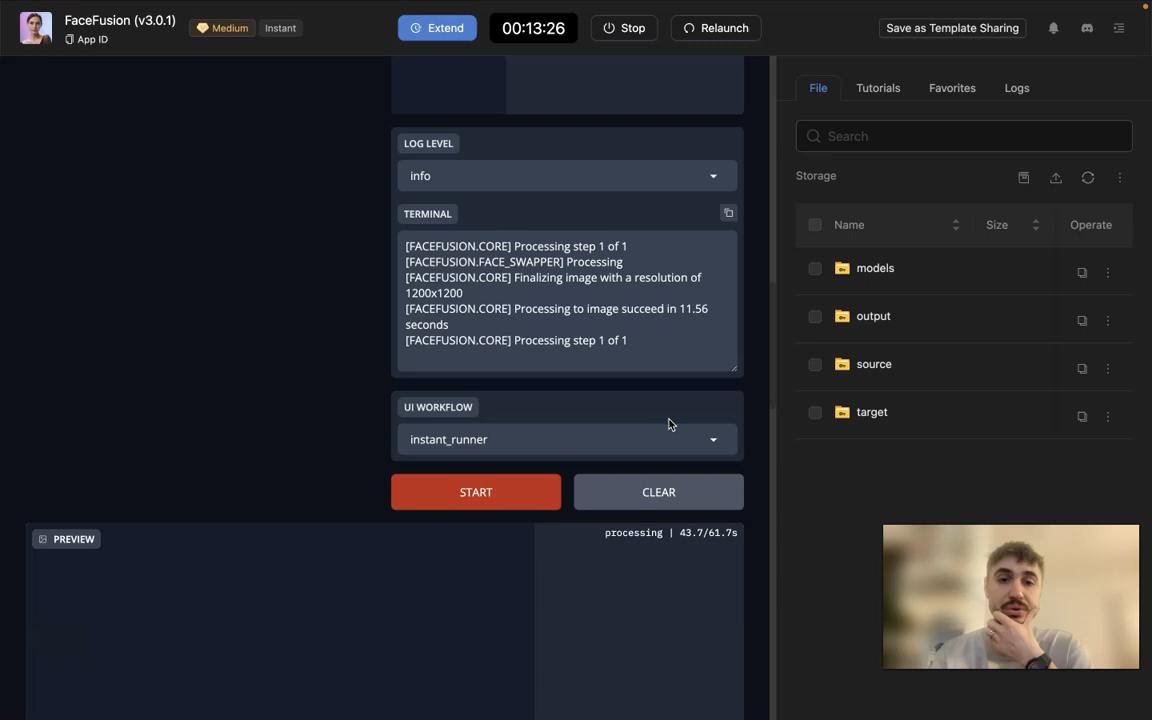 FaceFusion (v3.0.1)
Medium
Instant
App ID
Extend
00:13:26
Stop
Relaunch
Save as Template Sharing
LOG LEVEL
info
TERMINAL
[FACEFUSION.CORE] Processing step 1 of 1
[FACEFUSION.FACE_SWAPPER] Processing
[FACEFUSION.CORE] Finalizing image with a resolution of
1200x1200
[FACEFUSION.CORE] Processing to image succeed in 11.56
seconds
[FACEFUSION.CORE] Processing step 1 of 1
UI WORKFLOW
instant_runner
START
CLEAR
PREVIEW
processing | 43.7/61.7s
File
Tutorials
Favorites
Logs
Search
Storage
Name
Size
Operate
models
output
source
target